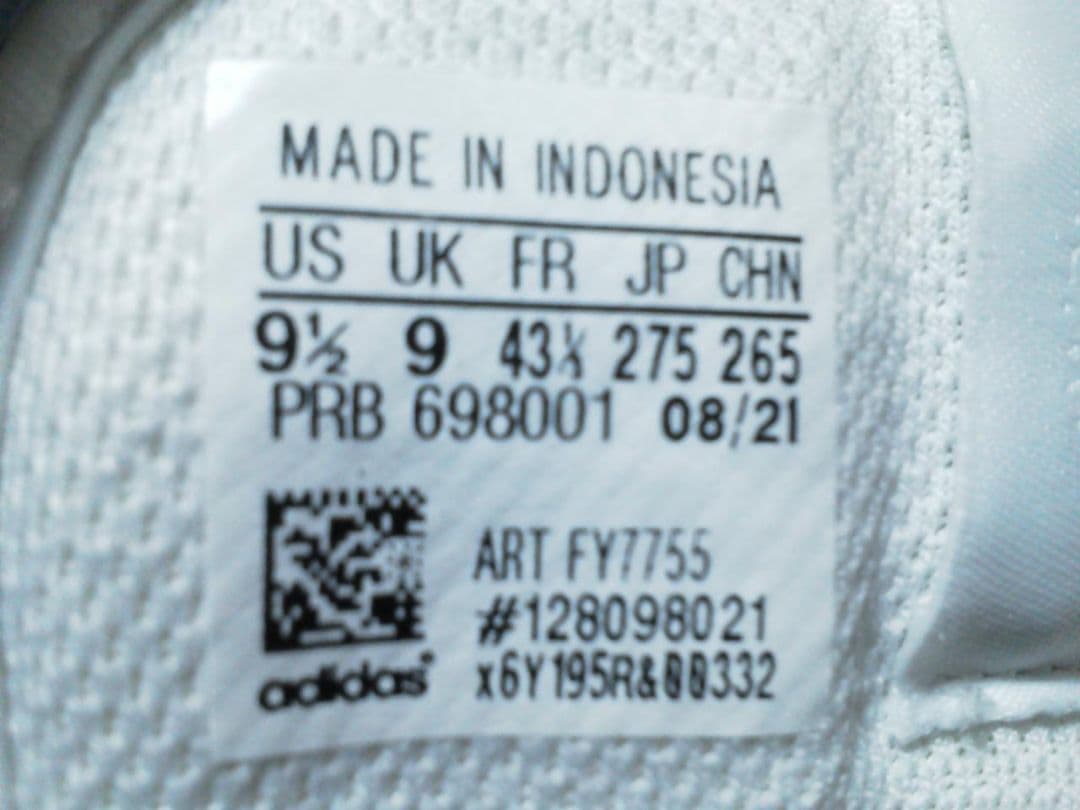 MADE IN INDONESIA
US UK FR JP CHN
9½ 9 43⅓ 275 265
PRB 698001 08/21
ART FY7755
#128098021
x6Y195R&00332
adidas